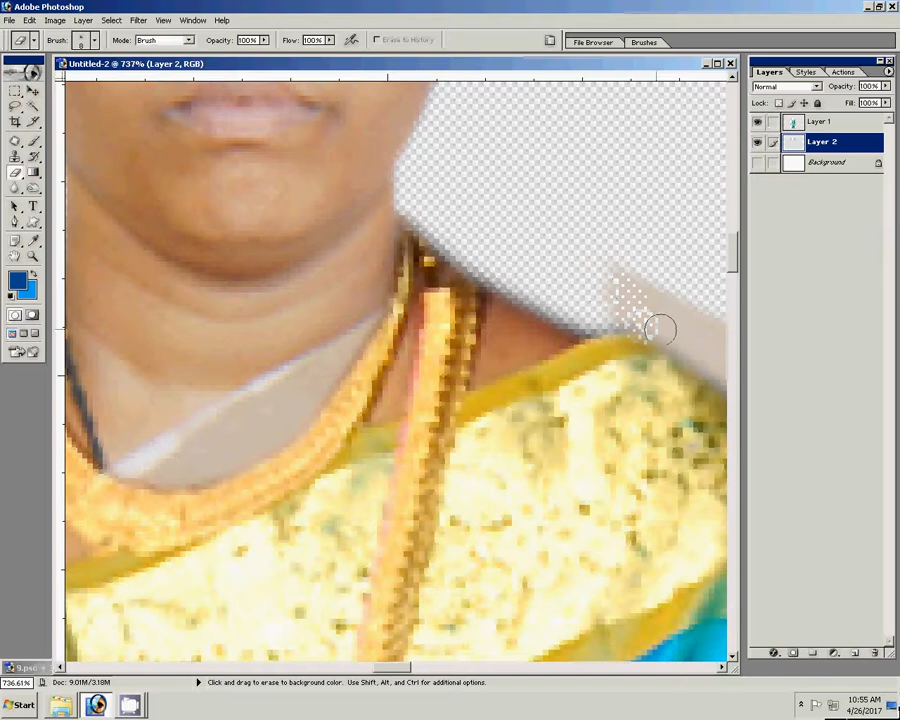 Adobe Photoshop
File Edit Image Layer Select Filter View Window Help
Brush: 8 Mode: Brush Opacity: 100% Flow: 100% Erase to History File Browser Brushes
Untitled-2 @ 737% (Layer 2, RGB)
Layers Styles Actions
Normal Opacity: 100%
Lock: Fill: 100%
Layer 1
Layer 2
Background
9.psd
736.61% Doc: 9.01M/3.18M Click and drag to erase to background color. Use Shift, Alt, and Ctrl for additional options.
Start
10:55 AM
4/26/2017